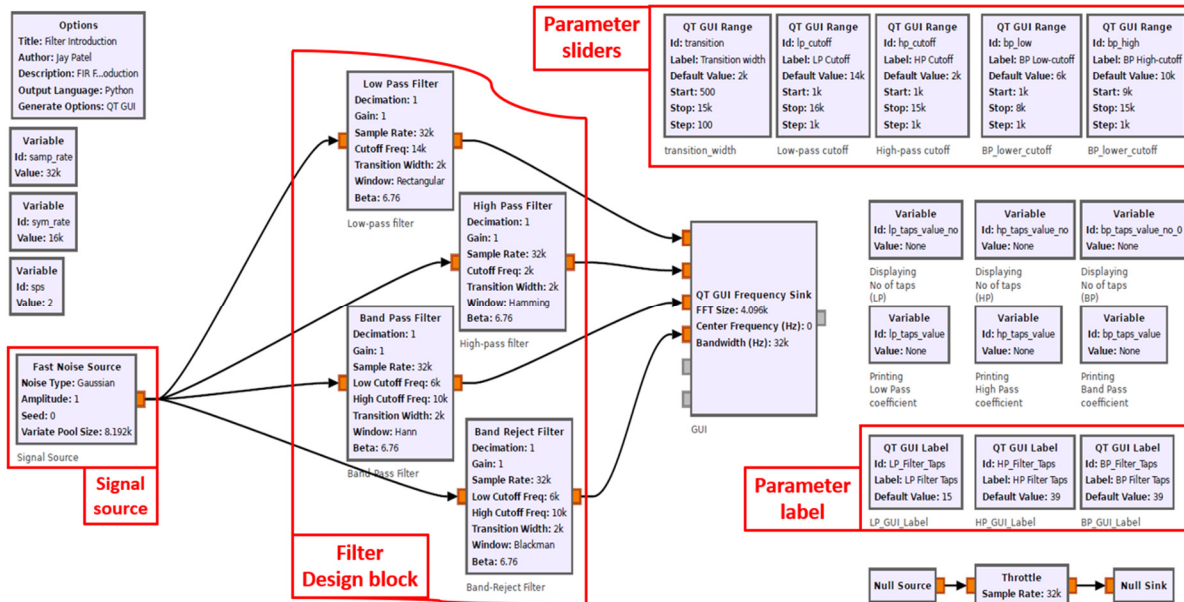 Options
Title: Filter Introduction
Author: Jay Patel
Description: FIR F...oduction
Output Language: Python
Generate Options: QT GUI
Variable
Id: samp_rate
Value: 32k
Variable
Id: sym_rate
Value: 16k
Variable
Id: sps
Value: 2
Fast Noise Source
Noise Type: Gaussian
Amplitude: 1
Seed: 0
Variate Pool Size: 8.192k
Signal Source
Signal
source
Low Pass Filter
Decimation: 1
Gain: 1
Sample Rate: 32k
Cutoff Freq: 14k
Transition Width: 2k
Window: Rectangular
Beta: 6.76
Low-pass filter
High Pass Filter
Decimation: 1
Gain: 1
Sample Rate: 32k
Cutoff Freq: 2k
Transition Width: 2k
Window: Hamming
Beta: 6.76
High-pass filter
Band Pass Filter
Decimation: 1
Gain: 1
Sample Rate: 32k
Low Cutoff Freq: 6k
High Cutoff Freq: 10k
Transition Width: 2k
Window: Hann
Beta: 6.76
Band-Pass Filter
Band Reject Filter
Decimation: 1
Gain: 1
Sample Rate: 32k
Low Cutoff Freq: 6k
High Cutoff Freq: 10k
Transition Width: 2k
Window: Blackman
Beta: 6.76
Band-Reject Filter
Filter
Design block
QT GUI Frequency Sink
FFT Size: 4.096k
Center Frequency (Hz): 0
Bandwidth (Hz): 32k
GUI
Parameter
sliders
QT GUI Range
Id: transition
Label: Transition width
Default Value: 2k
Start: 500
Stop: 15k
Step: 100
transition_width
QT GUI Range
Id: lp_cutoff
Label: LP Cutoff
Default Value: 14k
Start: 1k
Stop: 16k
Step: 1k
Low-pass cutoff
QT GUI Range
Id: hp_cutoff
Label: HP Cutoff
Default Value: 2k
Start: 1k
Stop: 15k
Step: 1k
High-pass cutoff
QT GUI Range
Id: bp_low
Label: BP Low-cutoff
Default Value: 6k
Start: 1k
Stop: 8k
Step: 1k
BP_lower_cutoff
QT GUI Range
Id: bp_high
Label: BP High-cutoff
Default Value: 10k
Start: 9k
Stop: 15k
Step: 1k
BP_lower_cutoff
Variable
Id: lp_taps_value_no
Value: None
Displaying
No of taps
(LP)
Variable
Id: hp_taps_value_no
Value: None
Displaying
No of taps
(HP)
Variable
Id: bp_taps_value_no_0
Value: None
Displaying
No of taps
(BP)
Variable
Id: lp_taps_value
Value: None
Printing
Low Pass
coefficient
Variable
Id: hp_taps_value
Value: None
Printing
High Pass
coefficient
Variable
Id: bp_taps_value
Value: None
Printing
Band Pass
coefficient
Parameter
label
QT GUI Label
Id: LP_Filter_Taps
Label: LP Filter Taps
Default Value: 15
LP_GUI_Label
QT GUI Label
Id: HP_Filter_Taps
Label: HP Filter Taps
Default Value: 39
HP_GUI_Label
QT GUI Label
Id: BP_Filter_Taps
Label: BP Filter Taps
Default Value: 39
BP_GUI_Label
Null Source
Throttle
Sample Rate: 32k
Null Sink